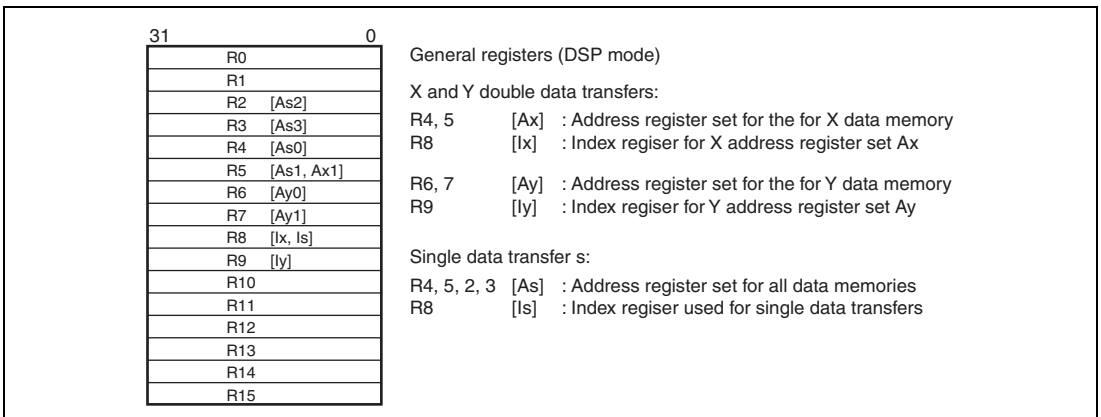 31 0
R0
R1
R2 [As2]
R3 [As3]
R4 [As0]
R5 [As1, Ax1]
R6 [Ay0]
R7 [Ay1]
R8 [Ix, Is]
R9 [Iy]
R10
R11
R12
R13
R14
R15
General registers (DSP mode)
X and Y double data transfers:
R4, 5 [Ax] : Address register set for the for X data memory
R8 [Ix] : Index regiser for X address register set Ax
R6, 7 [Ay] : Address register set for the for Y data memory
R9 [Iy] : Index regiser for Y address register set Ay
Single data transfer s:
R4, 5, 2, 3 [As] : Address register set for all data memories
R8 [Is] : Index regiser used for single data transfers